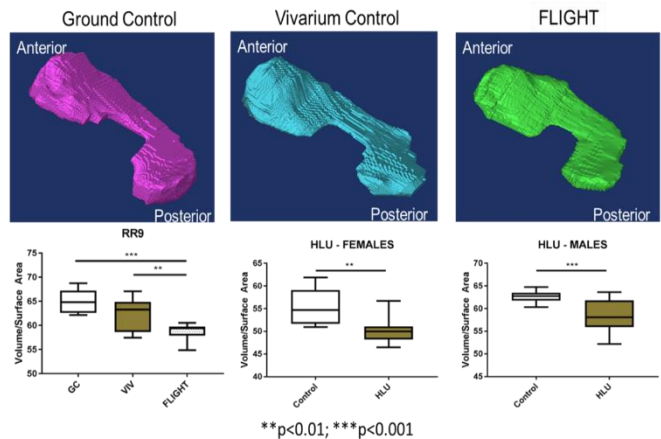 Ground Control
Vivarium Control
FLIGHT
Anterior
Posterior
Anterior
Posterior
Anterior
Posterior
RR9
Volume/Surface Area
75
70
65
60
55
50
***
**
GC
VIV
FLIGHT
HLU - FEMALES
Volume/Surface Area
65
60
55
50
45
40
**
Control
HLU
HLU - MALES
Volume/Surface Area
70
65
60
55
50
45
***
Control
HLU
**p<0.01; ***p<0.001